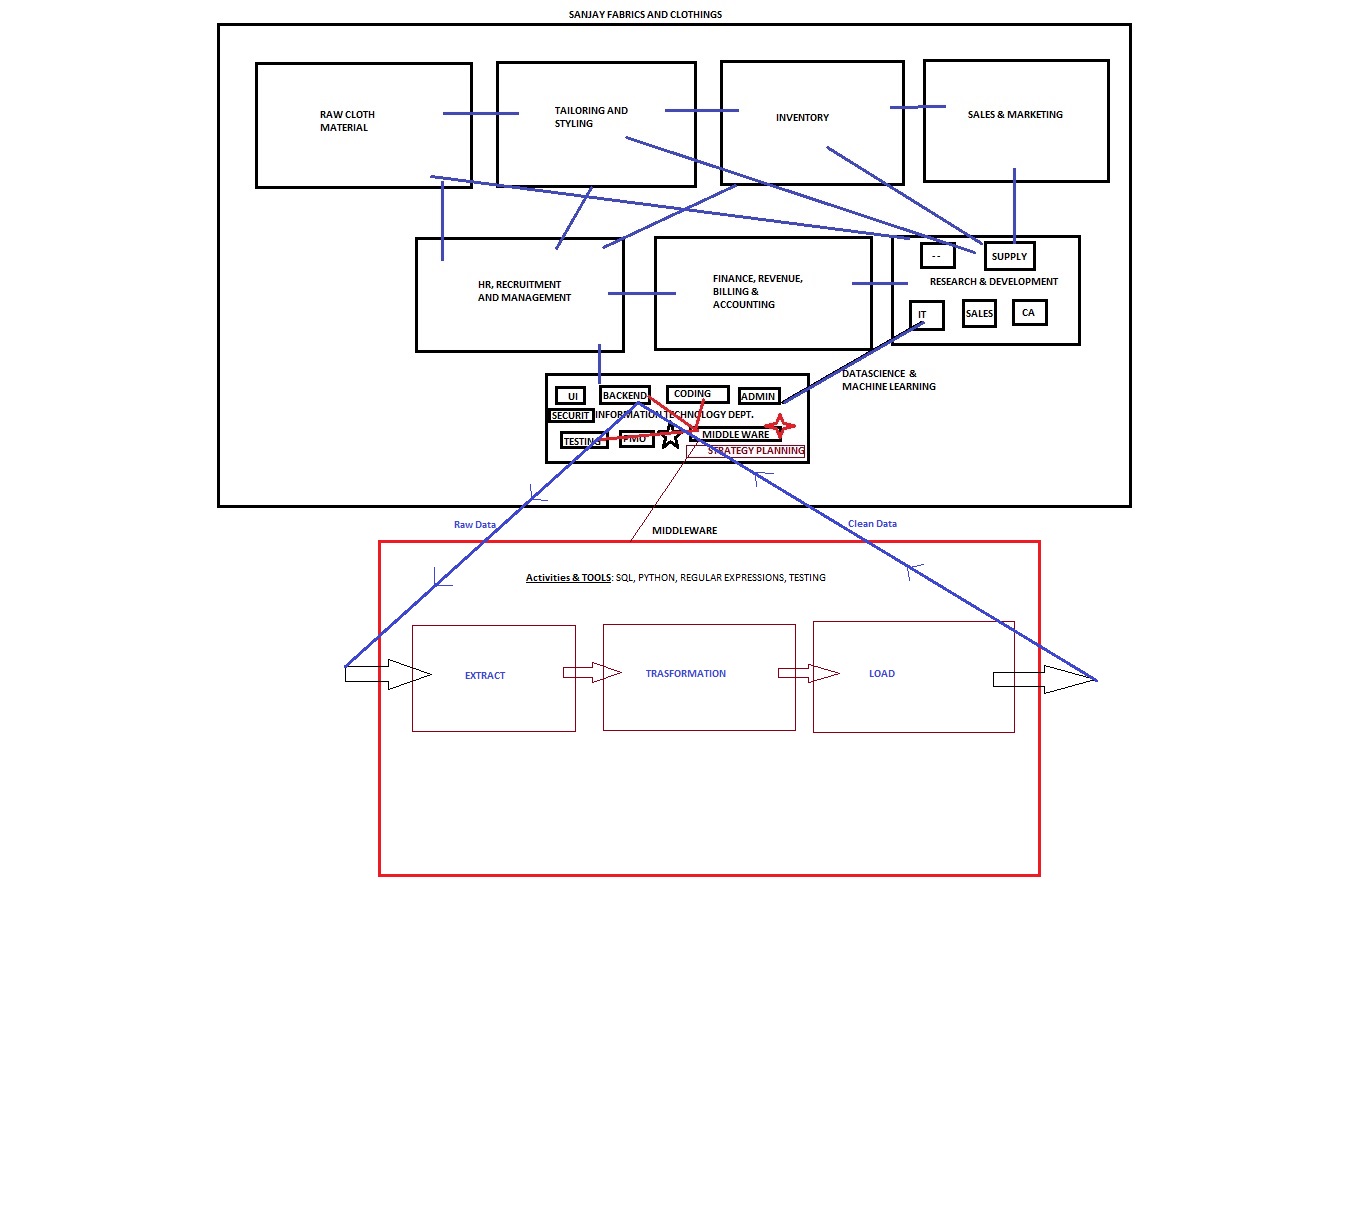 SANJAY FABRICS AND CLOTHINGS
RAW CLOTH
MATERIAL
TAILORING AND
STYLING
INVENTORY
SALES & MARKETING
HR, RECRUITMENT
AND MANAGEMENT
FINANCE, REVENUE,
BILLING &
ACCOUNTING
--
SUPPLY
RESEARCH & DEVELOPMENT
IT
SALES
CA
DATASCIENCE &
MACHINE LEARNING
UI
BACKEND
CODING
ADMIN
SECURIT
INFORMATION TECHNOLOGY DEPT.
TESTING
PMO
MIDDLE WARE
STRATEGY PLANNING
Raw Data
Clean Data
MIDDLEWARE
Activities & TOOLS: SQL, PYTHON, REGULAR EXPRESSIONS, TESTING
EXTRACT
TRASFORMATION
LOAD